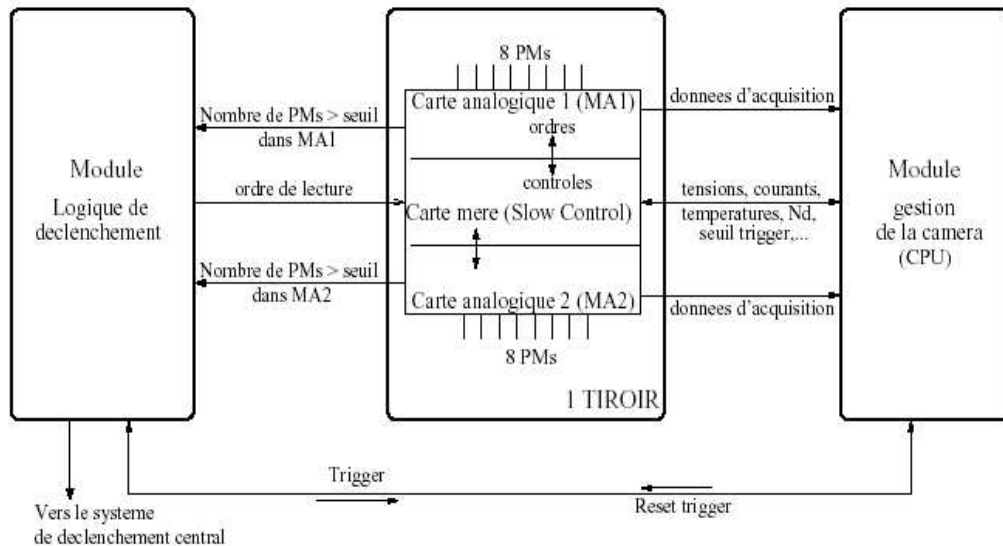 8 PMs
Carte analogique 1 (MA1)
ordres
controles
Carte mere (Slow Control)
Carte analogique 2 (MA2)
8 PMs
1 TIROIR
Nombre de PMs > seuil
dans MA1
ordre de lecture
Nombre de PMs > seuil
dans MA2
Module
Logique de
declenchement
donnees d'acquisition
tensions, courants,
temperatures, Nd,
seuil trigger,...
donnees d'acquisition
Module
gestion
de la camera
(CPU)
Trigger
Reset trigger
Vers le systeme
de declenchement central